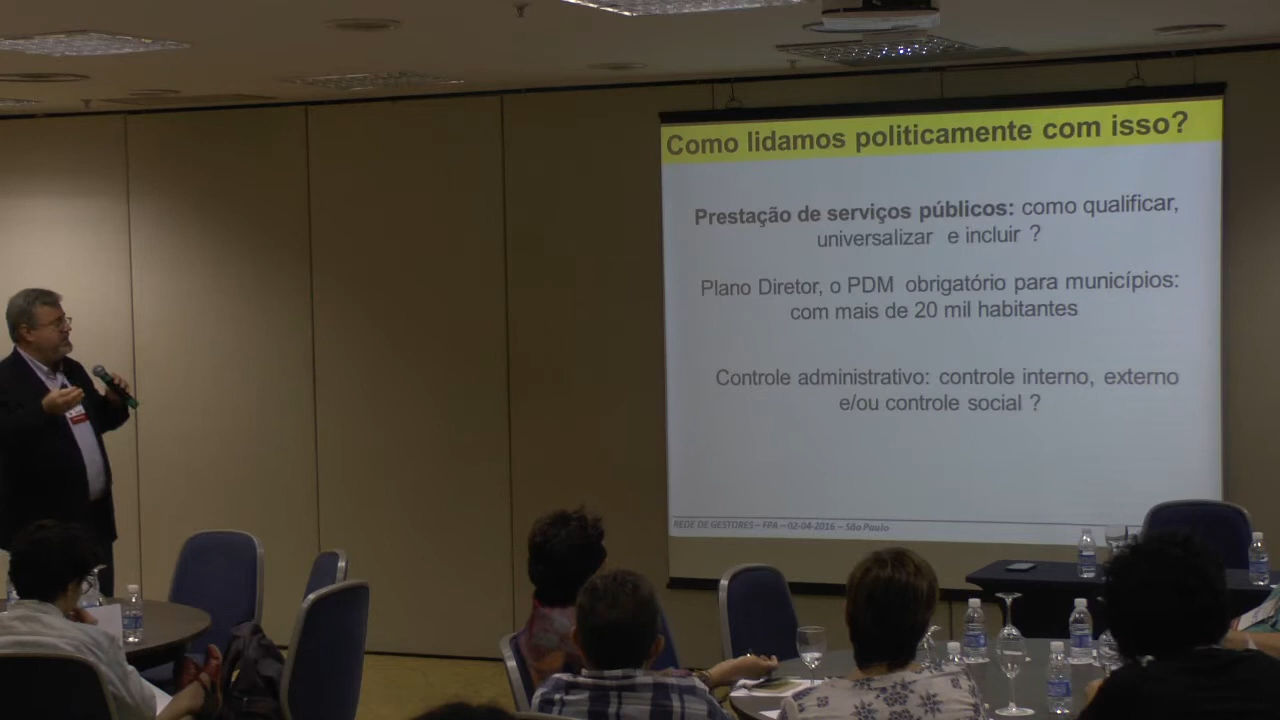 Como lidamos politicamente com isso?
Prestação de serviços públicos: como qualificar,
universalizar e incluir ?
Plano Diretor, o PDM obrigatório para municípios:
com mais de 20 mil habitantes
Controle administrativo: controle interno, externo
e/ou controle social ?
REDE DE GESTORES – FPA – 02-04-2016 – São Paulo